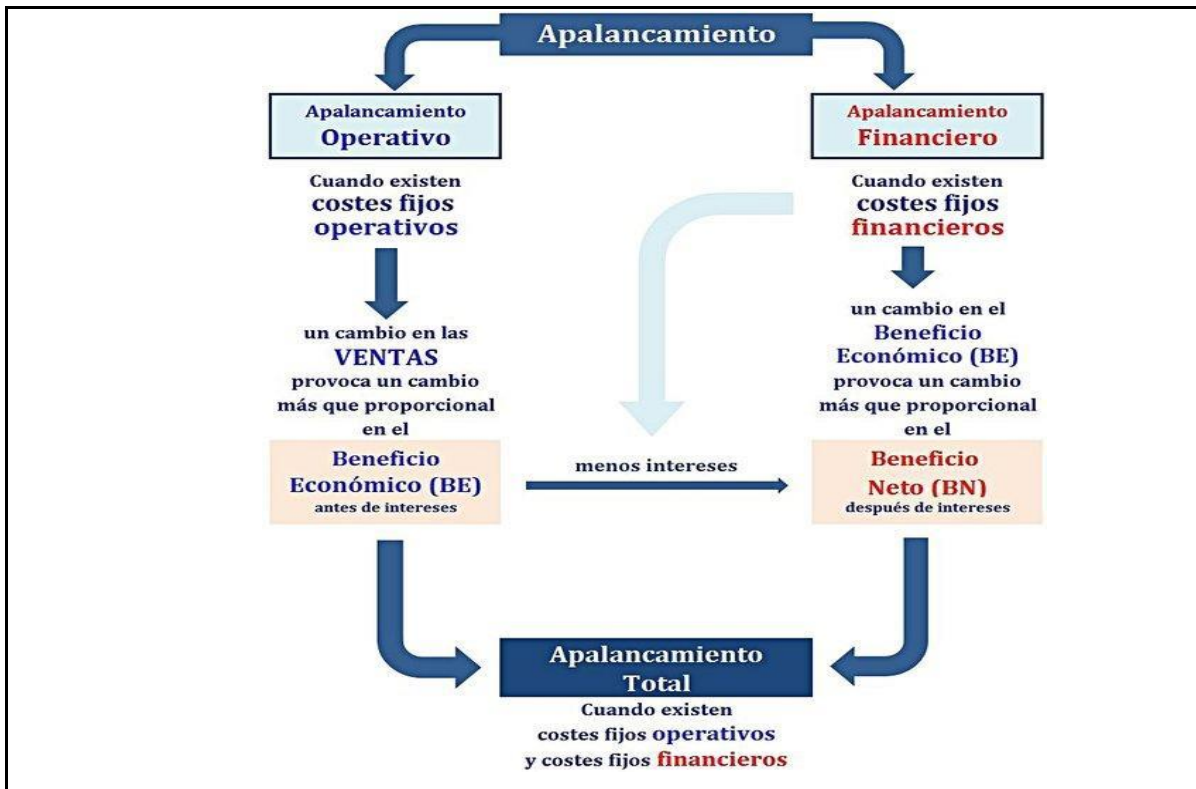 Apalancamiento
Apalancamiento
Operativo
Cuando existen
costes fijos
operativos
un cambio en las
VENTAS
provoca un cambio
más que proporcional
en el
Beneficio
Económico (BE)
antes de intereses
menos intereses
Apalancamiento
Financiero
Cuando existen
costes fijos
financieros
un cambio en el
Beneficio
Económico (BE)
provoca un cambio
más que proporcional
en el
Beneficio
Neto (BN)
después de intereses
Apalancamiento
Total
Cuando existen
costes fijos operativos
y costes fijos financieros